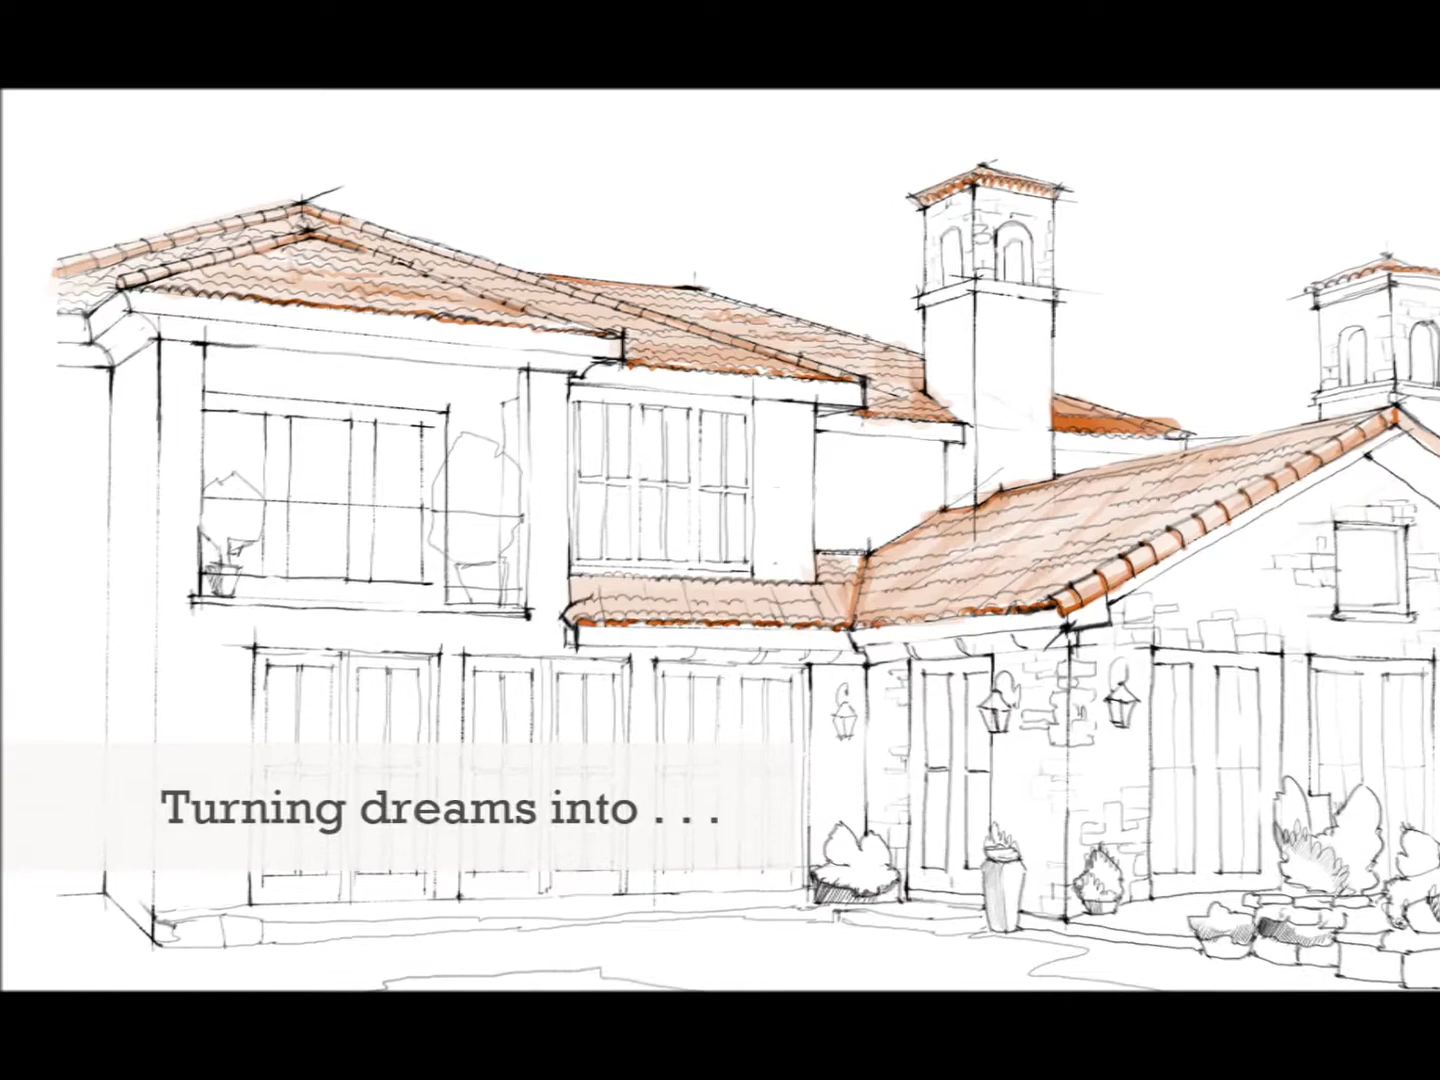 Turning dreams into . . .